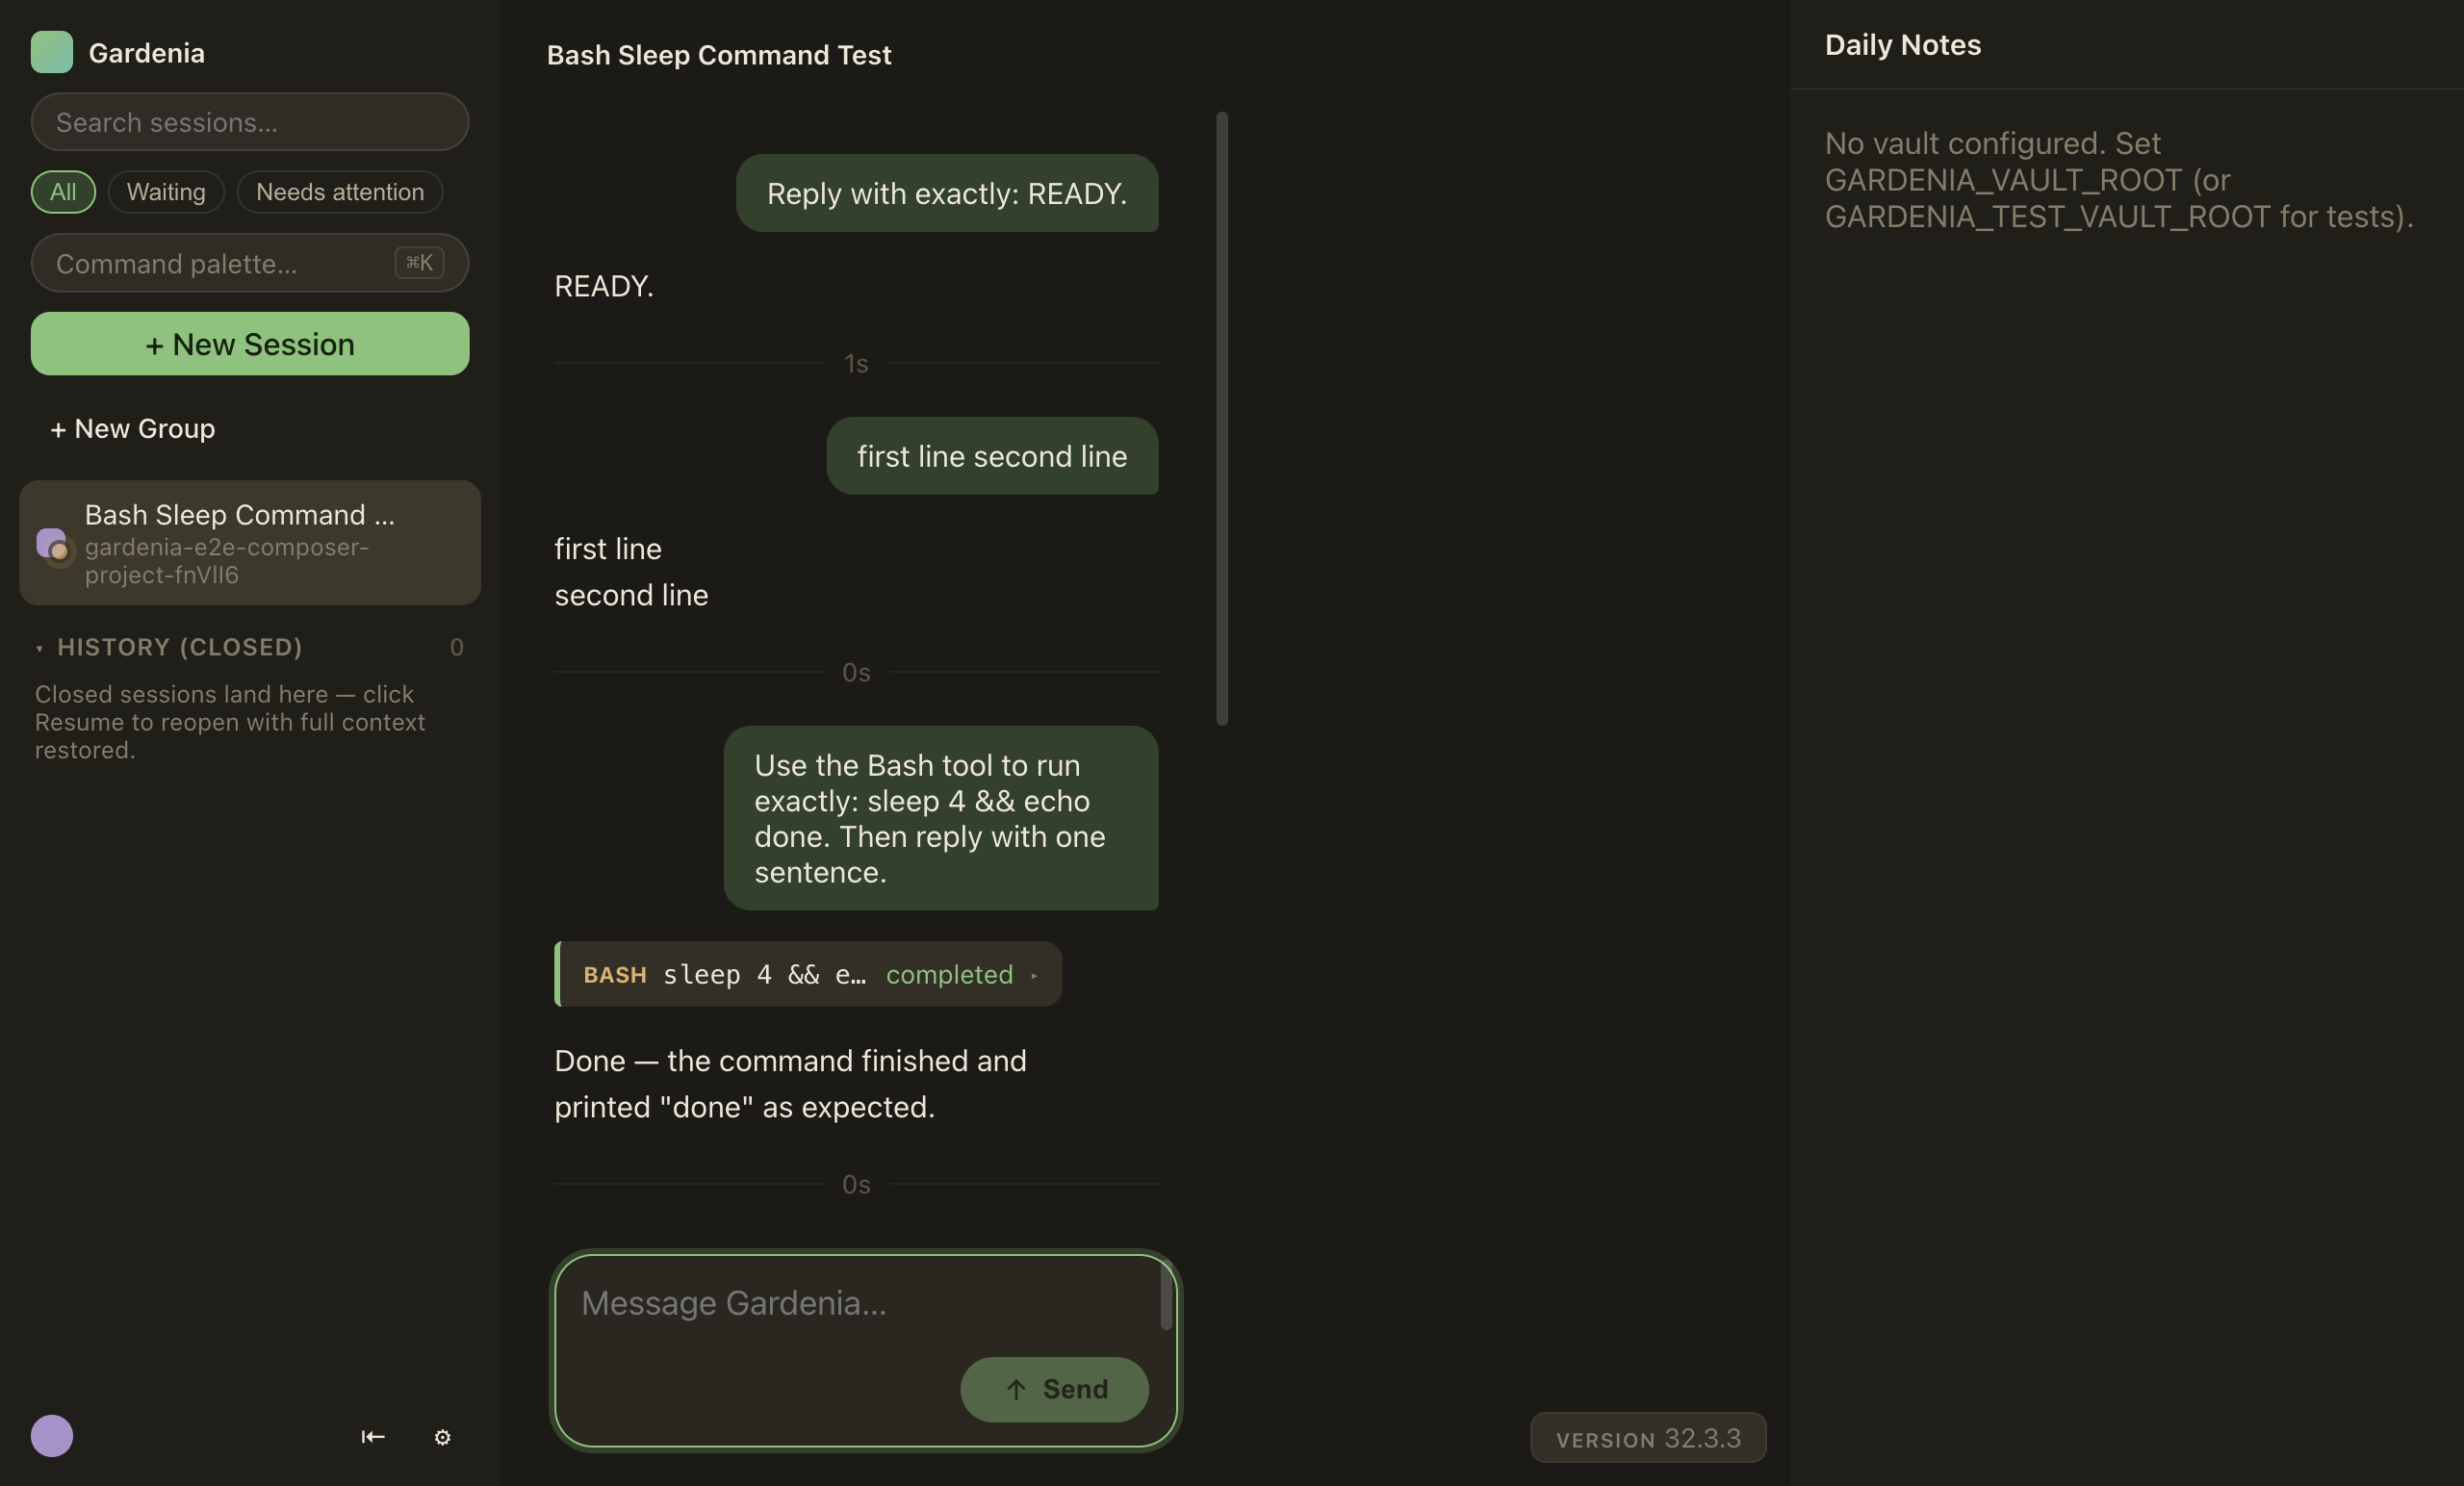 Gardenia
Search sessions...
All
Waiting
Needs attention
Command palette...
⌘K
+ New Session
+ New Group
Bash Sleep Command ...
gardenia-e2e-composer-
▾ HISTORY (CLOSED)
0
Closed sessions land here — click
Resume to reopen with full context
restored.
Bash Sleep Command Test
Reply with exactly: READY.
READY.
1s
first line second line
first line
second line
0s
Use the Bash tool to run
exactly: sleep 4 && echo
done. Then reply with one
sentence.
BASH sleep 4 && e… completed ▸
Done — the command finished and
printed "done" as expected.
0s
Message Gardenia...
↑ Send
VERSION 32.3.3
Daily Notes
No vault configured. Set
GARDENIA_VAULT_ROOT (or
GARDENIA_TEST_VAULT_ROOT for tests).